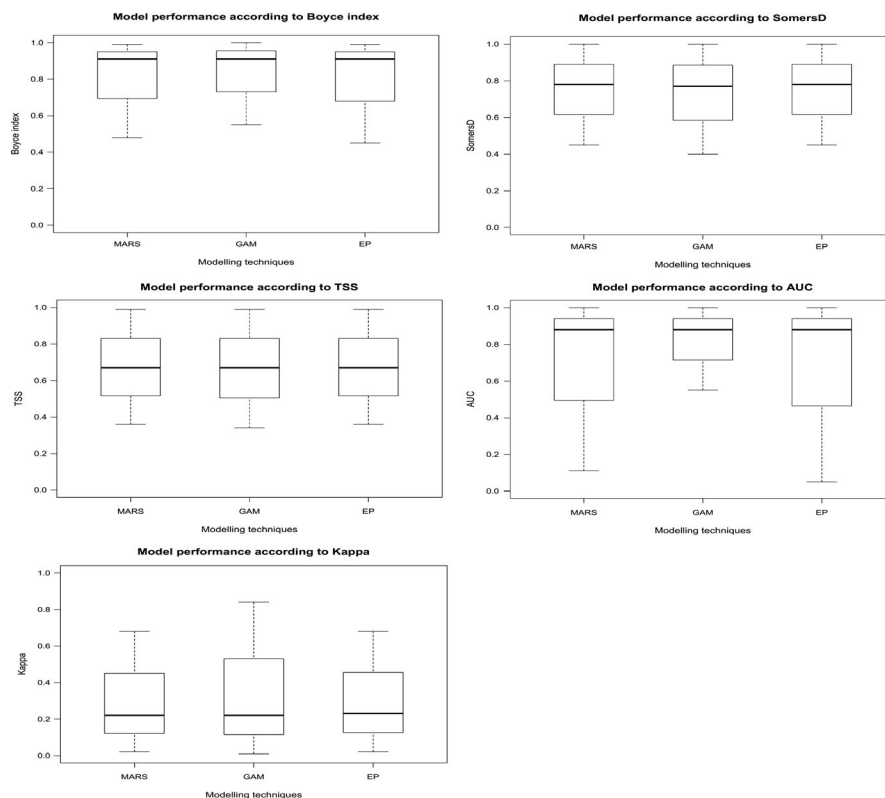 Model performance according to Boyce index
1.0
0.8
0.6
0.4
0.2
0.0
Boyce index
MARS GAM EP
Modelling techniques
Model performance according to SomersD
1.0
0.8
0.6
0.4
0.2
0.0
SomersD
MARS GAM EP
Modelling techniques
Model performance according to TSS
1.0
0.8
0.6
0.4
0.2
0.0
TSS
MARS GAM EP
Modelling techniques
Model performance according to AUC
1.0
0.8
0.6
0.4
0.2
0.0
AUC
MARS GAM EP
Modelling techniques
Model performance according to Kappa
1.0
0.8
0.6
0.4
0.2
0.0
Kappa
MARS GAM EP
Modelling techniques